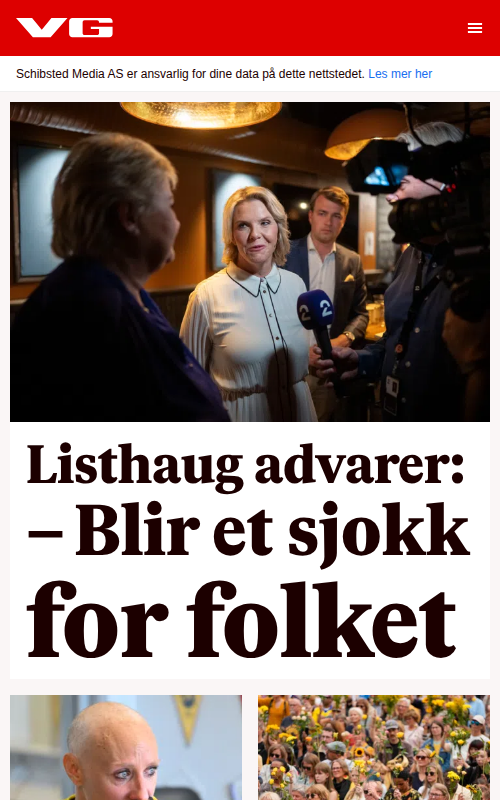 VG
Schibsted Media AS er ansvarlig for dine data på dette nettstedet. Les mer her
2
Listhaug advarer:
– Blir et sjokk
for folket